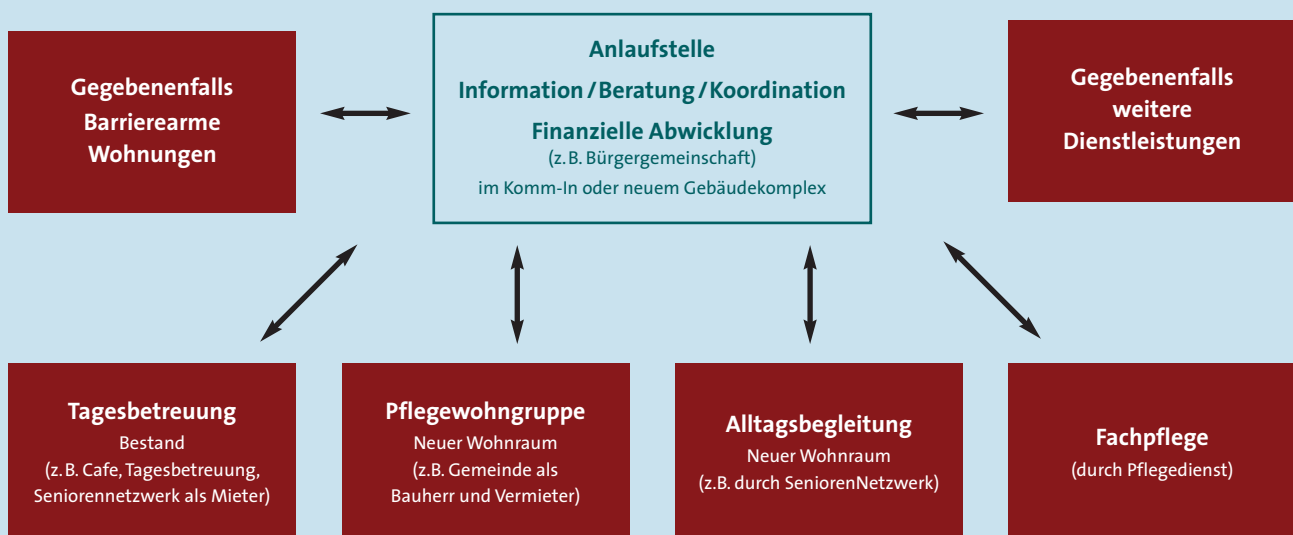 Gegebenenfalls
Barrierearme
Wohnungen
Anlaufstelle
Information / Beratung / Koordination
Finanzielle Abwicklung
(z. B. Bürgergemeinschaft)
im Komm-In oder neuem Gebäudekomplex
Gegebenenfalls
weitere
Dienstleistungen
Tagesbetreuung
Bestand
(z. B. Cafe, Tagesbetreuung,
Seniorennetzwerk als Mieter)
Pflegewohngruppe
Neuer Wohnraum
(z.B. Gemeinde als
Bauherr und Vermieter)
Alltagsbegleitung
Neuer Wohnraum
(z.B. durch SeniorenNetzwerk)
Fachpflege
(durch Pflegedienst)